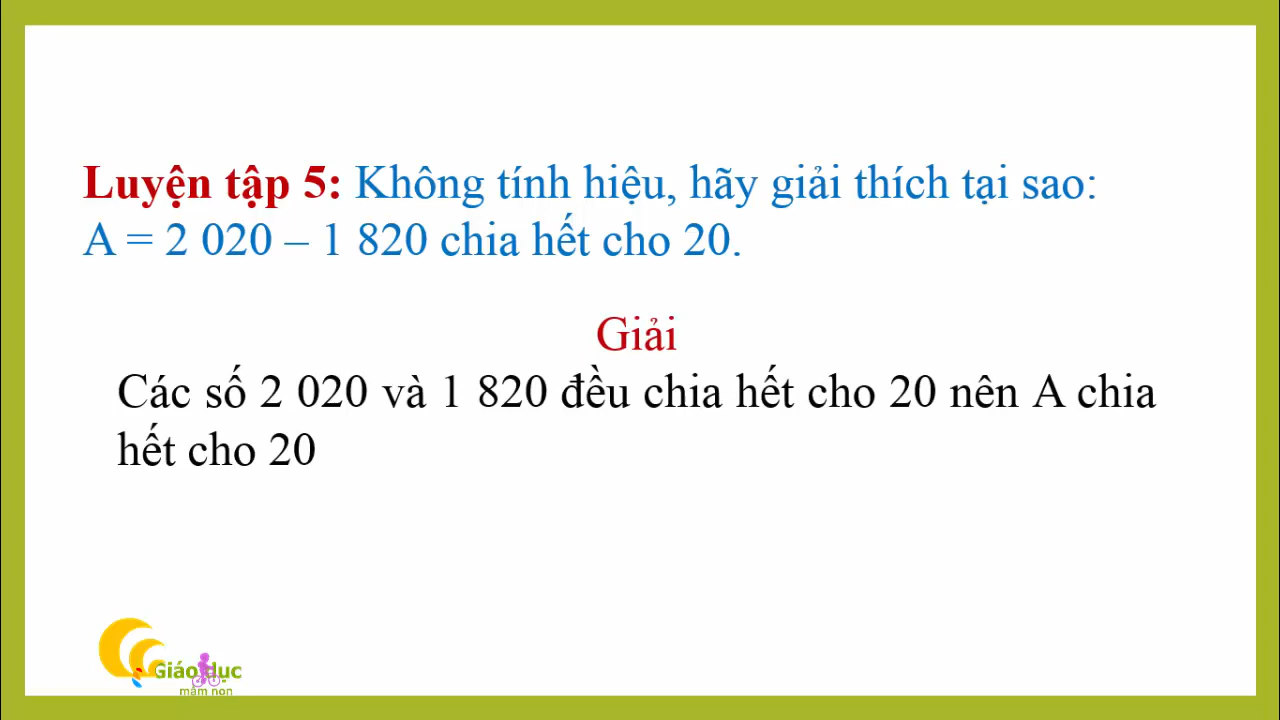 Luyện tập 5: Không tính hiệu, hãy giải thích tại sao:
A = 2 020 – 1 820 chia hết cho 20.
Giải
Các số 2 020 và 1 820 đều chia hết cho 20 nên A chia
hết cho 20
Giáo dục
mầm non